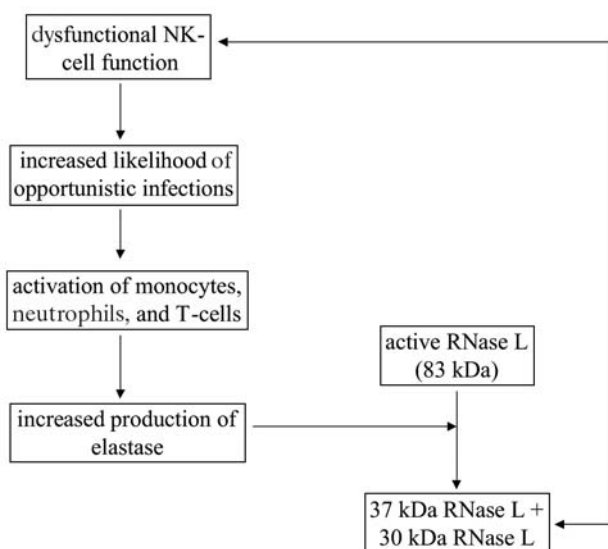 dysfunctional NK-
cell function
increased likelihood of
opportunistic infections
activation of monocytes,
neutrophils, and T-cells
active RNase L
(83 kDa)
increased production of
elastase
37 kDa RNase L +
30 kDa RNase L